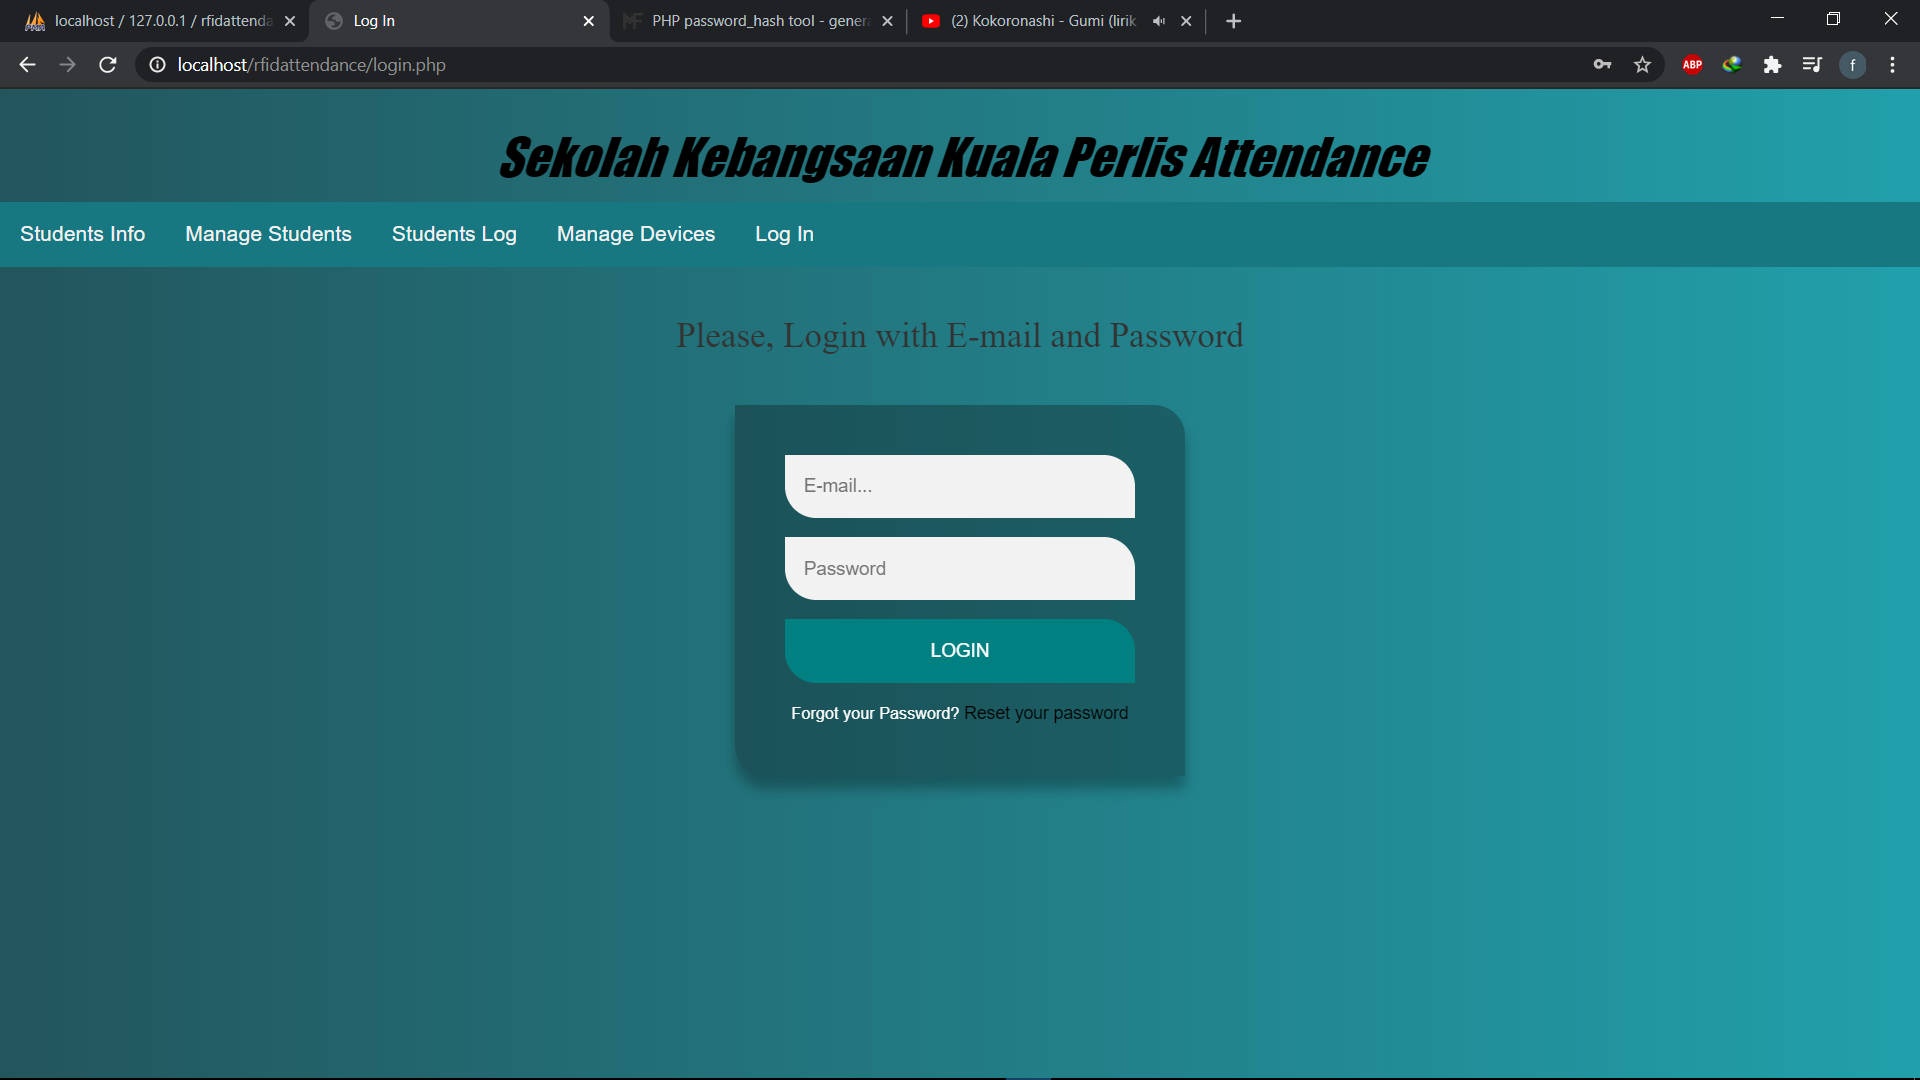 localhost / 127.0.0.1 / rfidattenda
Log In
PHP password_hash tool - genera
(2) Kokoronashi - Gumi (lirik
localhost/rfidattendance/login.php
ABP
f
Sekolah Kebangsaan Kuala Perlis Attendance
Students Info
Manage Students
Students Log
Manage Devices
Log In
Please, Login with E-mail and Password
E-mail...
Password
LOGIN
Forgot your Password? Reset your password